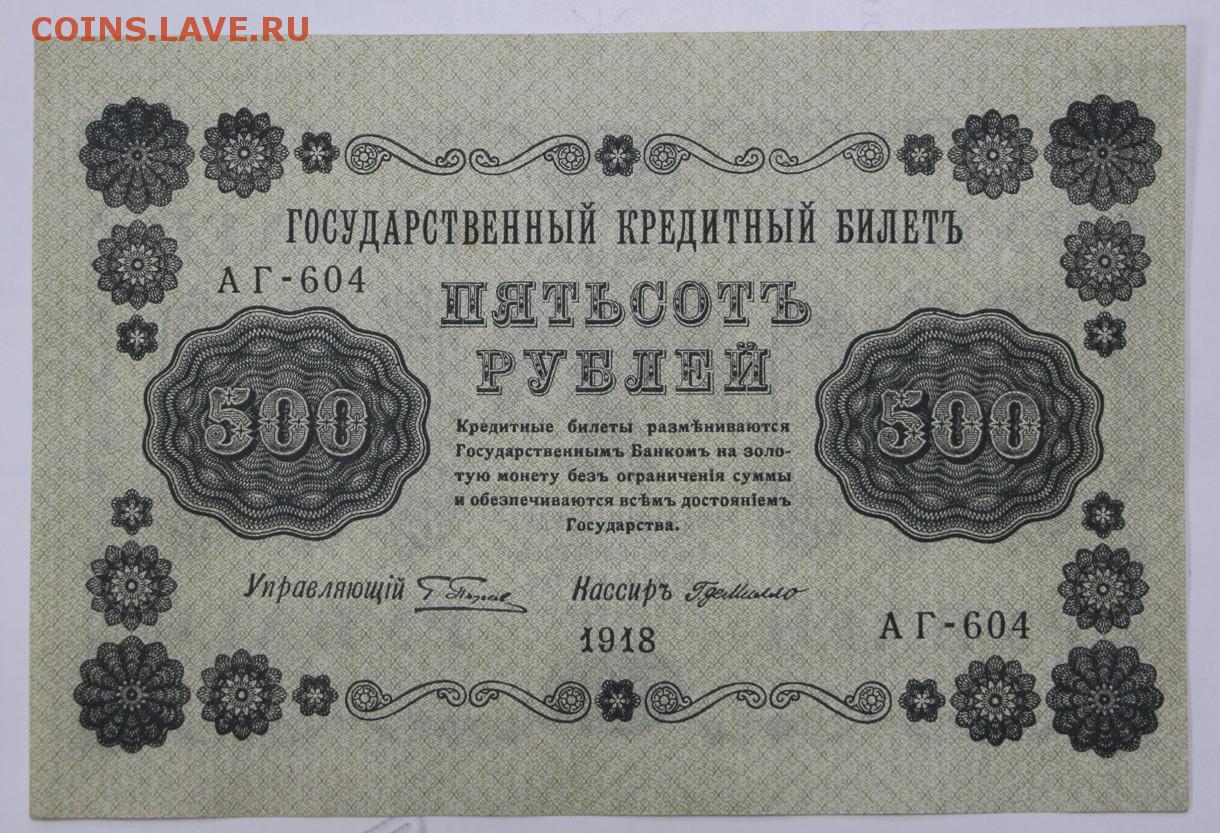 COINS.LAVE.RU
ГОСУДАРСТВЕННЫЙ КРЕДИТНЫЙ БИЛЕТЪ
АГ-604
ПЯТЬСОТЪ
РУБЛЕЙ
500
500
Кредитные билеты размѣниваются
Государственнымъ Банкомъ на золо-
тую монету безъ ограниченія суммы
и обезпечиваются всѣмъ достояніемъ
Государства.
Управляющій Кассиръ ГдеМилло
1918
АГ-604